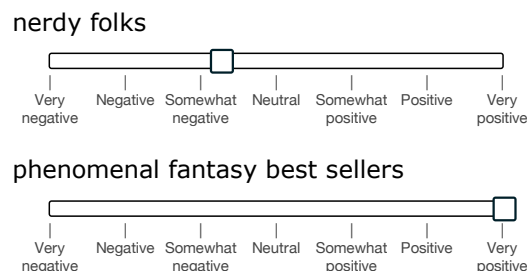 nerdy folks
Very Negative Somewhat Neutral Somewhat Positive Very
negative negative positive positive
phenomenal fantasy best sellers
Very Negative Somewhat Neutral Somewhat Positive Very
negative negative positive positive